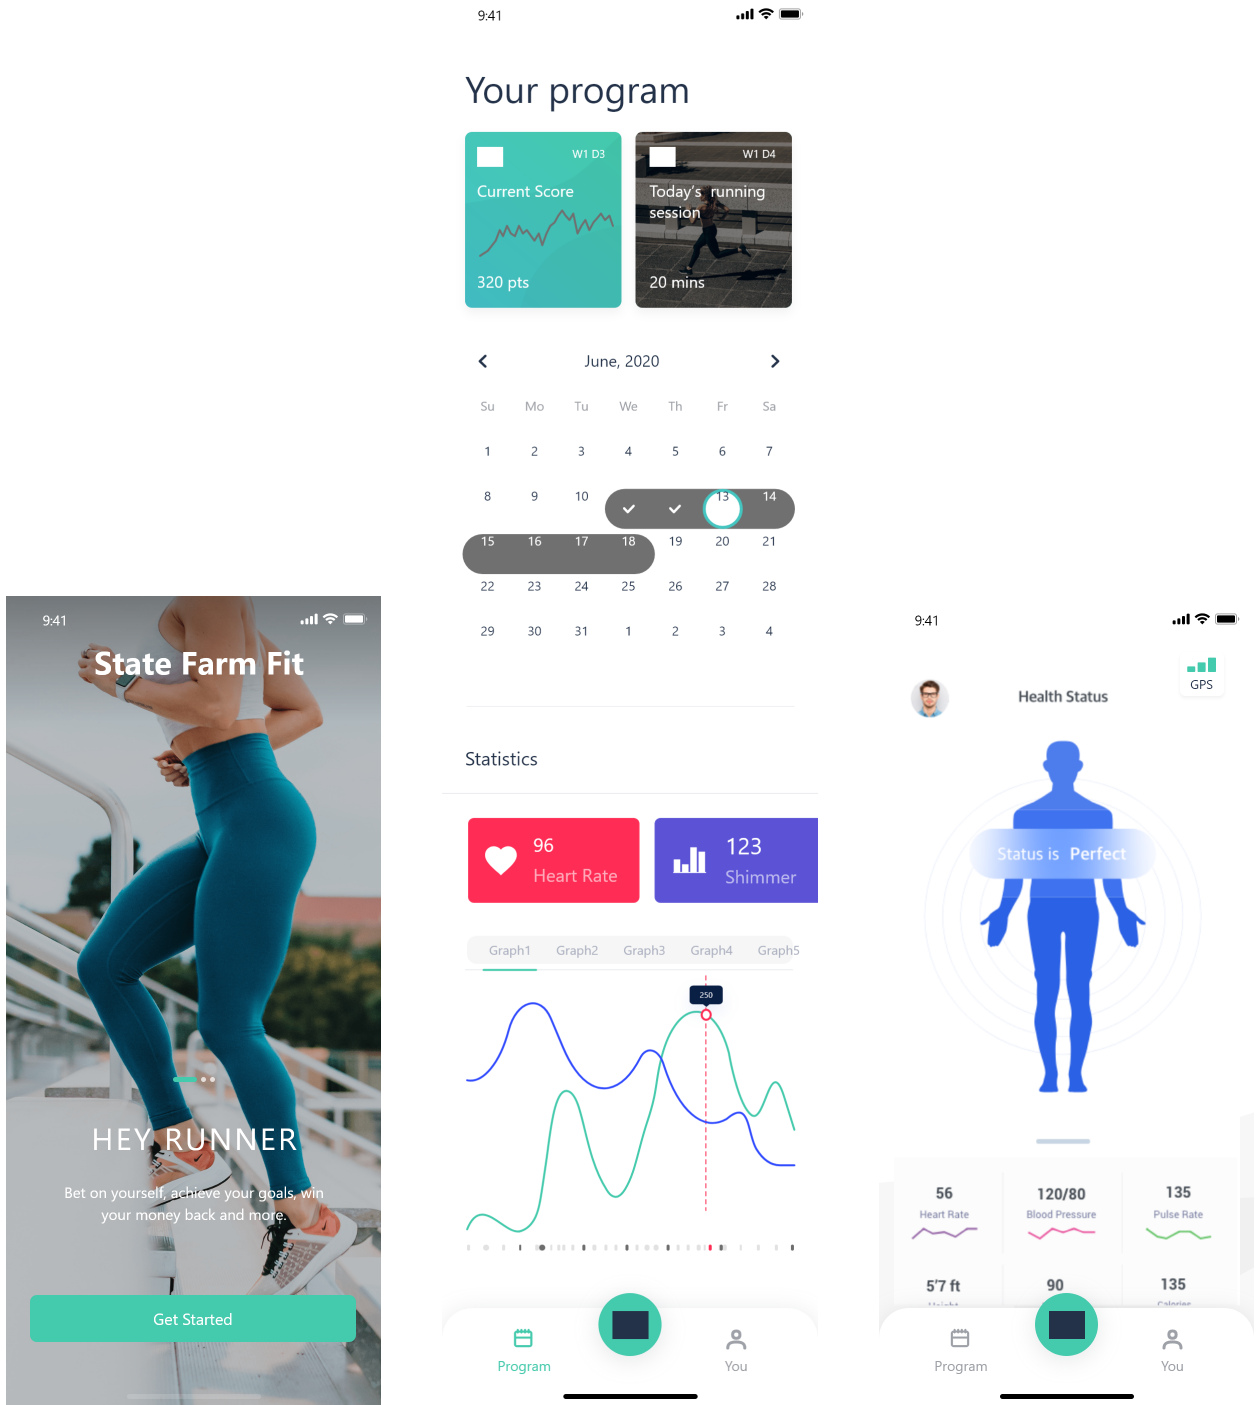 9:41
State Farm Fit
HEY RUNNER
Bet on yourself, achieve your goals, win
your money back and more.
Get Started
9:41
Your program
W1 D3
Current Score
320 pts
W1 D4
Today's running
session
20 mins
June, 2020
Su Mo Tu We Th Fr Sa
1 2 3 4 5 6 7
8 9 10 13 14
15 16 17 18 19 20 21
22 23 24 25 26 27 28
29 30 31 1 2 3 4
Statistics
96
Heart Rate
123
Shimmer
Graph1 Graph2 Graph3 Graph4 Graph5
250
Program You
9:41
GPS
Health Status
Status is Perfect
56 120/80 135
Heart Rate Blood Pressure Pulse Rate
5'7 ft 90 135
Height Calories
Program You